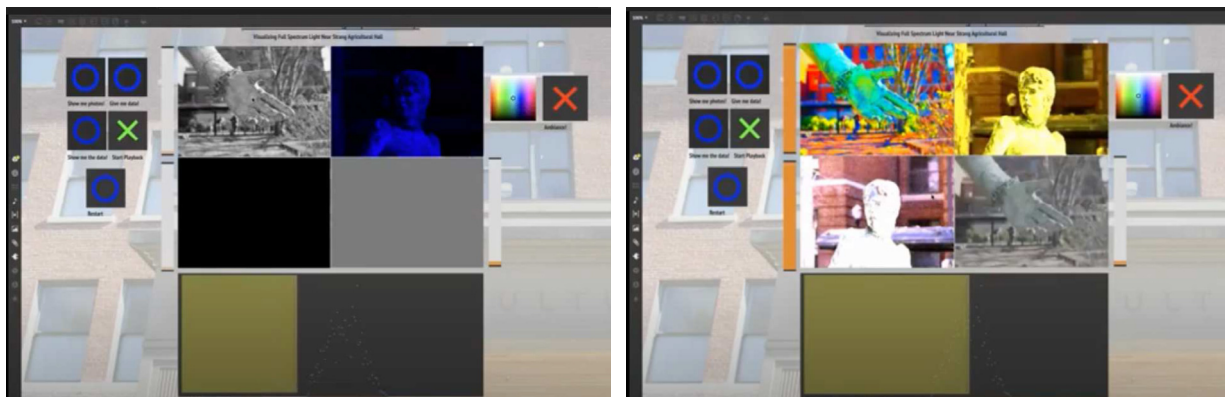 100%
Visualizing Full Spectrum Light Near Strong Agricultural Hall
Show me photos! Give me data!
Show me the data! Start Playback
Restart
Ambiance!
100%
Visualizing Full Spectrum Light Near Strong Agricultural Hall
Show me photos! Give me data!
Show me the data! Start Playback
Restart
Ambiance!